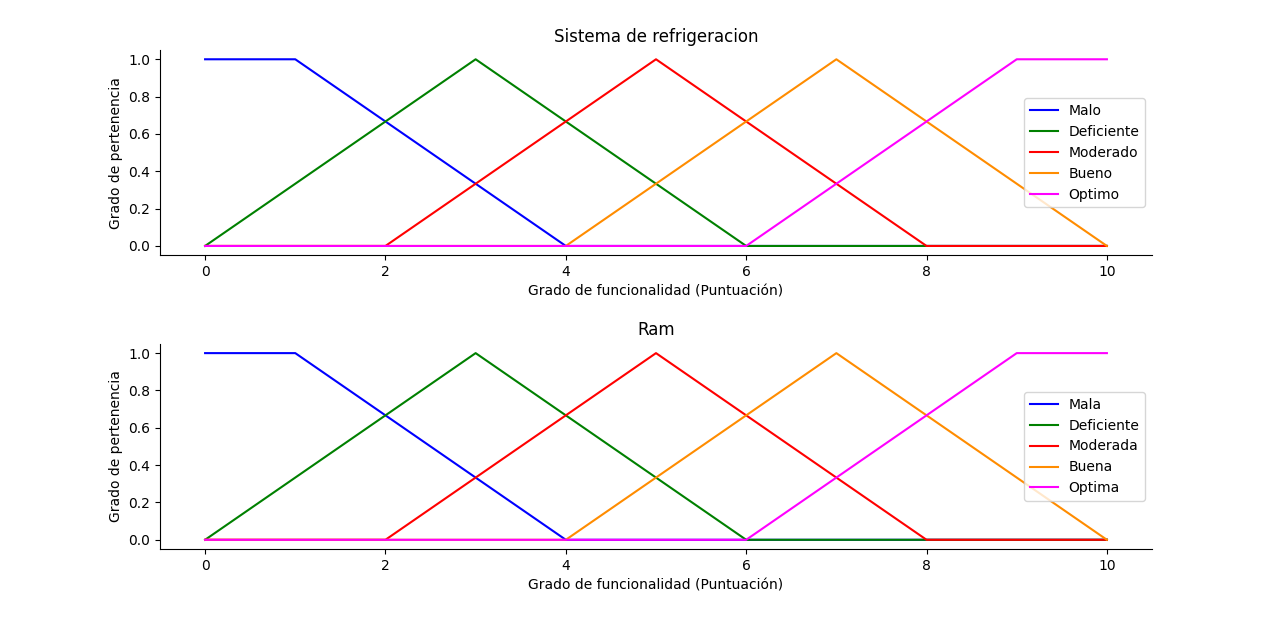 Sistema de refrigeracion
Grado de pertenencia
1.0
0.8
0.6
0.4
0.2
0.0
Malo
Deficiente
Moderado
Bueno
Optimo
0 2 4 6 8 10
Grado de funcionalidad (Puntuación)
Ram
Grado de pertenencia
1.0
0.8
0.6
0.4
0.2
0.0
Mala
Deficiente
Moderada
Buena
Optima
0 2 4 6 8 10
Grado de funcionalidad (Puntuación)